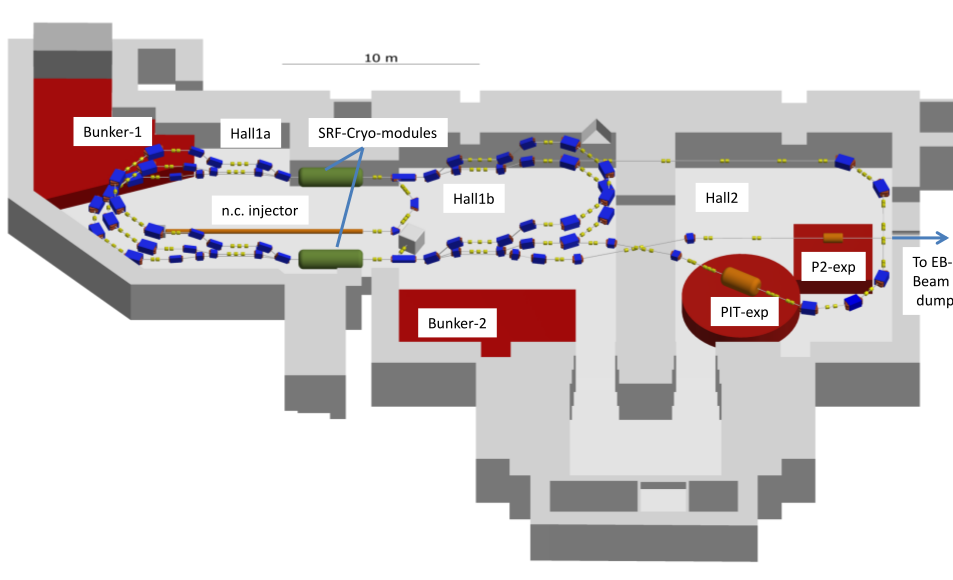 10 m
Bunker-1
Hall1a
SRF-Cryo-modules
n.c. injector
Hall1b
Hall2
P2-exp
To EB-
Beam
dump
PIT-exp
Bunker-2